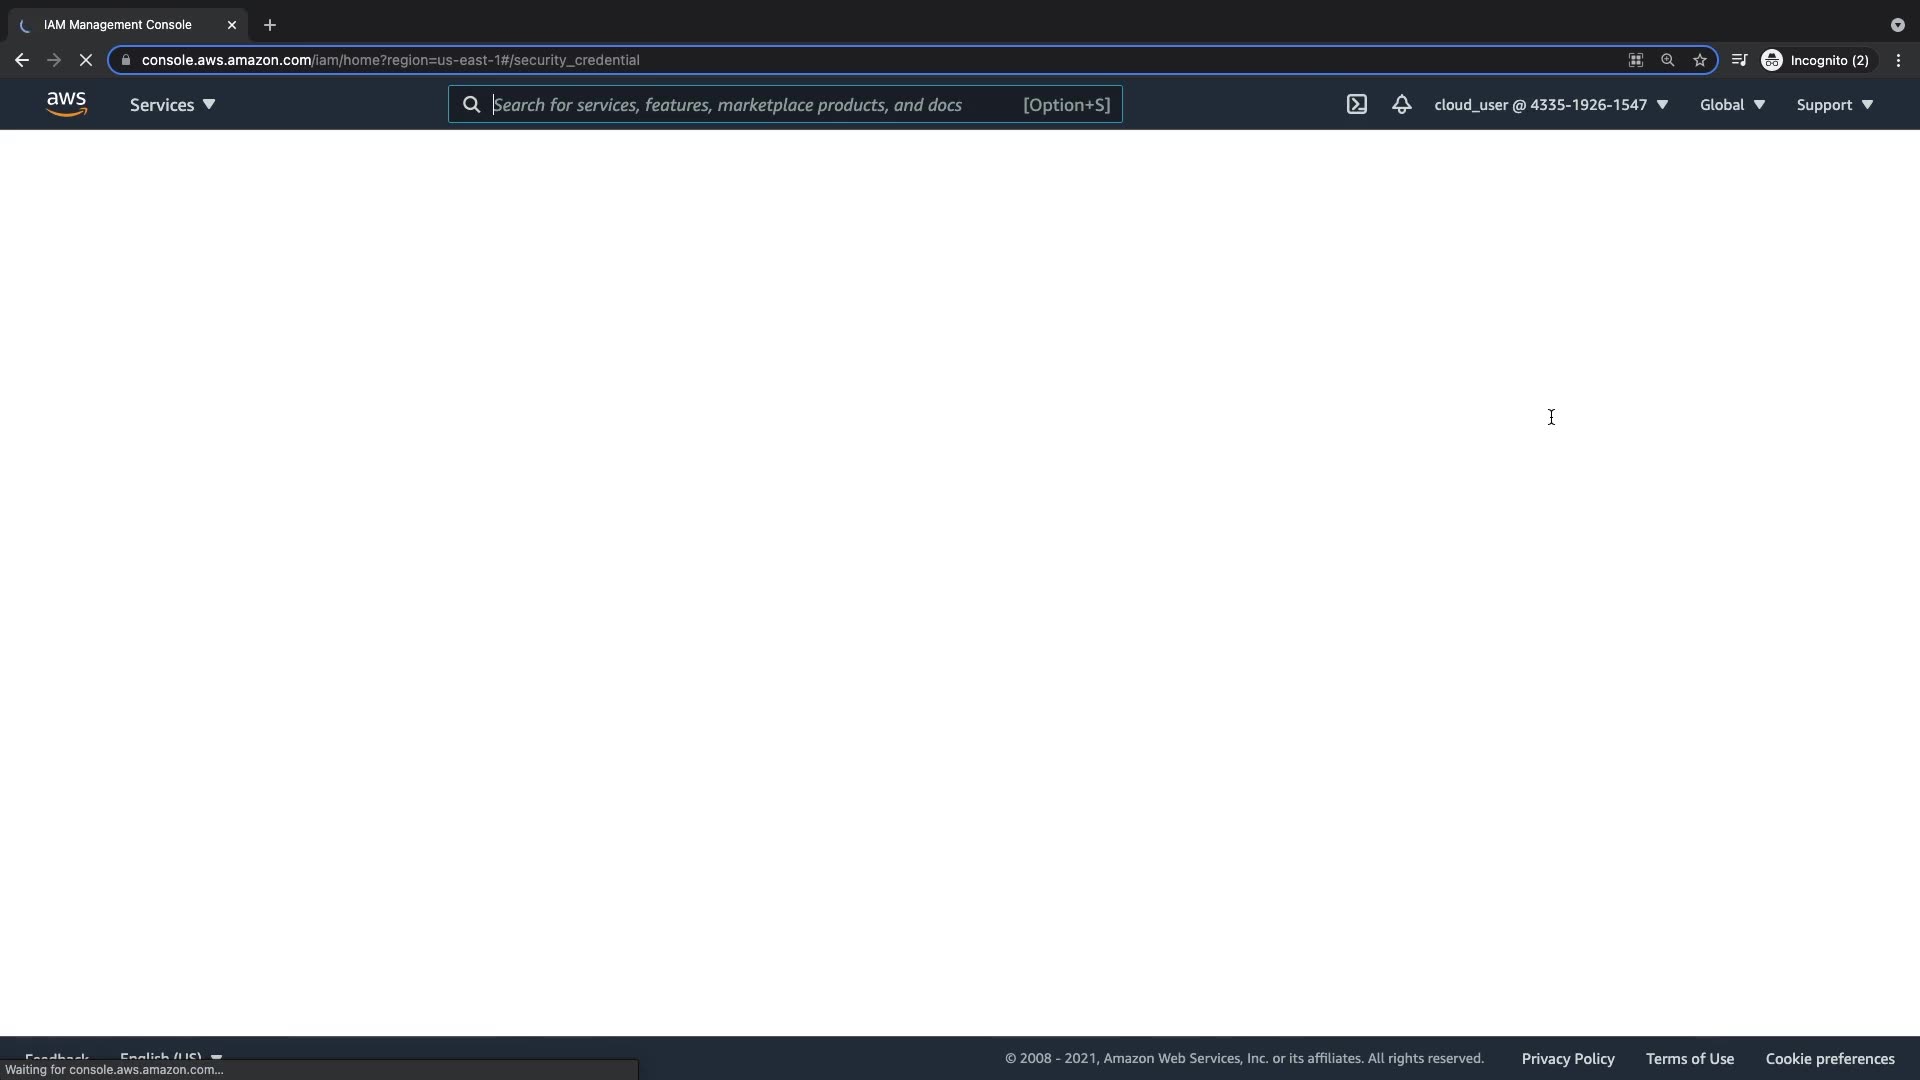 IAM Management Console
console.aws.amazon.com/iam/home?region=us-east-1#/security_credential
Incognito (2)
aws
Services
Search for services, features, marketplace products, and docs
[Option+S]
cloud_user @ 4335-1926-1547
Global
Support
Feedback
English (US)
© 2008 - 2021, Amazon Web Services, Inc. or its affiliates. All rights reserved.
Privacy Policy
Terms of Use
Cookie preferences
Waiting for console.aws.amazon.com...